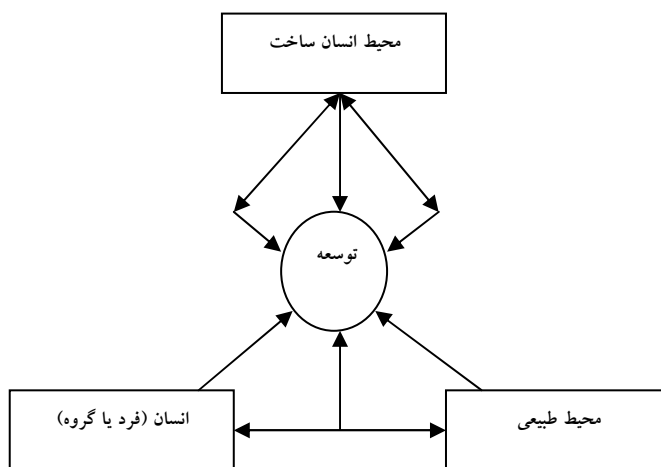 محیط انسان ساخت
توسعه
انسان (فرد یا گروه)
محیط طبیعی